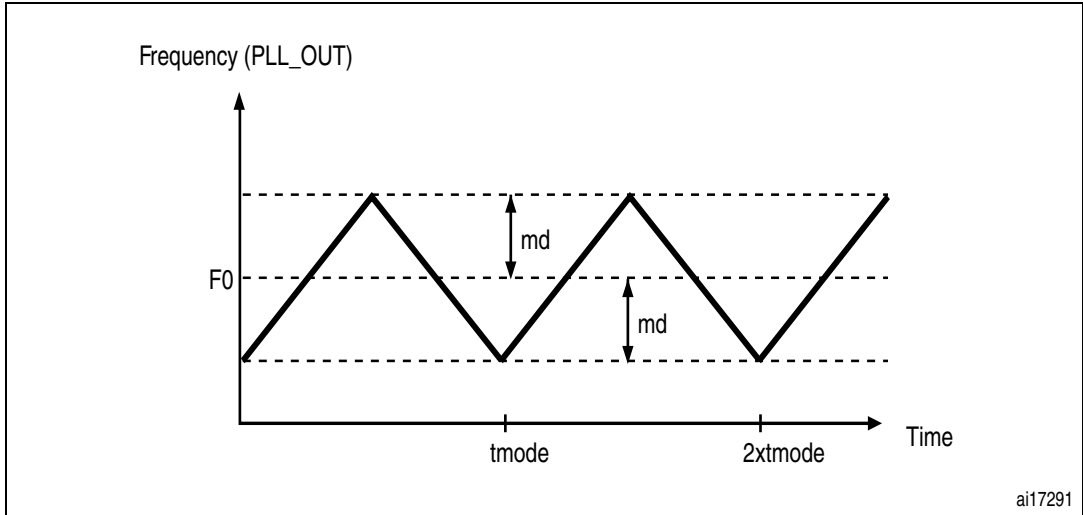 Frequency (PLL_OUT)
md
F0
md
tmode
2xtmode
Time
ai17291